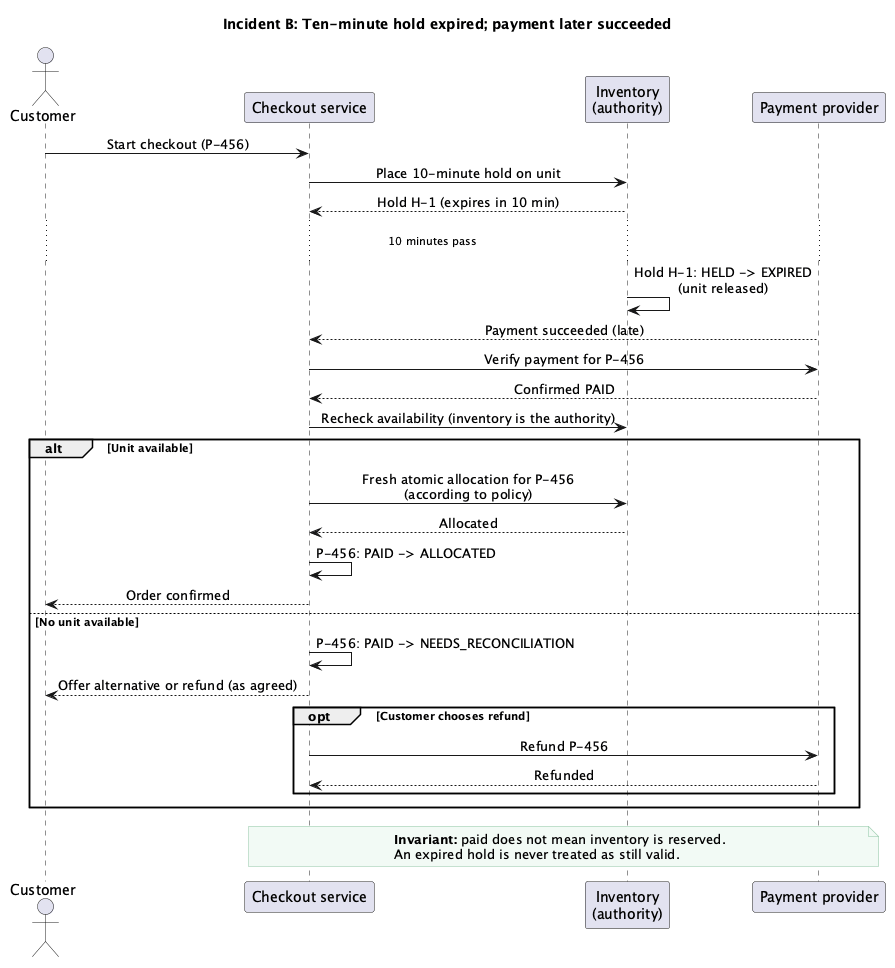 Incident B: Ten-minute hold expired; payment later succeeded
Customer
Checkout service
Inventory
(authority)
Payment provider
Start checkout (P-456)
Place 10-minute hold on unit
Hold H-1 (expires in 10 min)
10 minutes pass
Hold H-1: HELD -> EXPIRED
(unit released)
Payment succeeded (late)
Verify payment for P-456
Confirmed PAID
Recheck availability (inventory is the authority)
alt
[Unit available]
Fresh atomic allocation for P-456
(according to policy)
Allocated
P-456: PAID -> ALLOCATED
Order confirmed
[No unit available]
P-456: PAID -> NEEDS_RECONCILIATION
Offer alternative or refund (as agreed)
opt
[Customer chooses refund]
Refund P-456
Refunded
Invariant: paid does not mean inventory is reserved.
An expired hold is never treated as still valid.
Customer
Checkout service
Inventory
(authority)
Payment provider